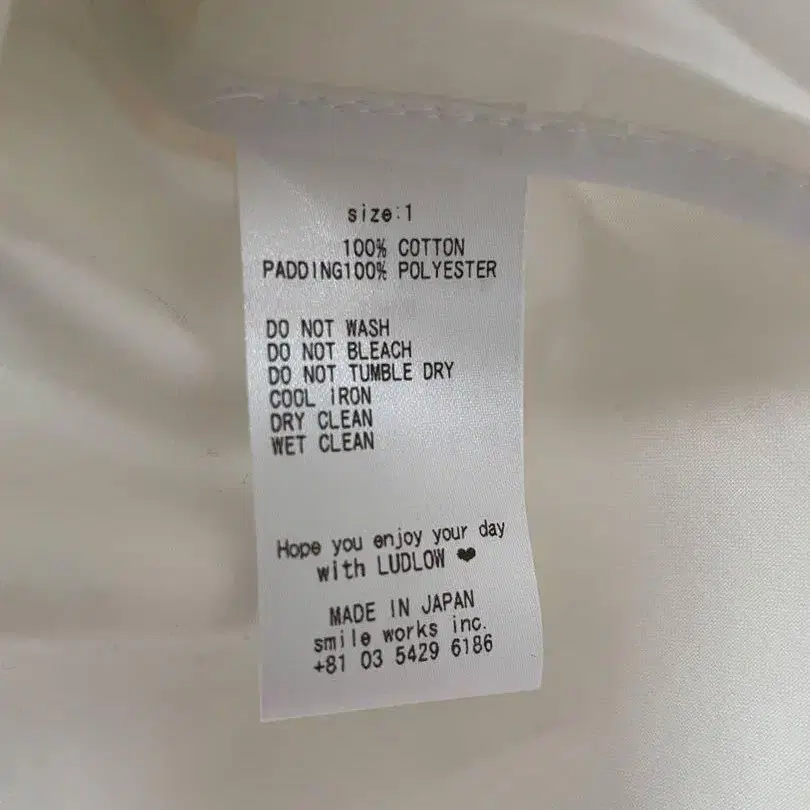 size:1
100% COTTON
PADDING100% POLYESTER
DO NOT WASH
DO NOT BLEACH
DO NOT TUMBLE DRY
COOL IRON
DRY CLEAN
WET CLEAN
Hope you enjoy your day
with LUDLOW ❤
MADE IN JAPAN
smile works inc.
+81 03 5429 6186